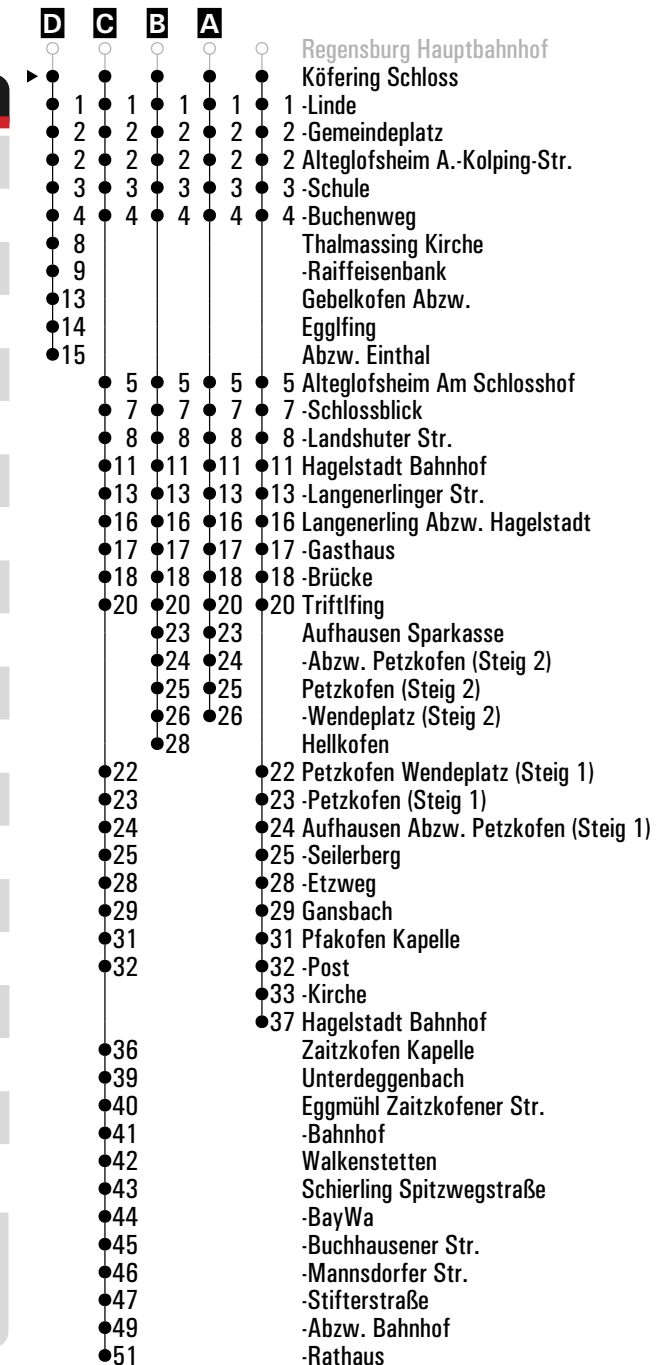 D C B A
Regensburg Hauptbahnhof
Köfering Schloss
1 1 1 1 1 -Linde
2 2 2 2 2 -Gemeindeplatz
2 2 2 2 2 Alteglofsheim A.-Kolping-Str.
3 3 3 3 3 -Schule
4 4 4 4 4 -Buchenweg
8 Thalmassing Kirche
9 -Raiffeisenbank
13 Gebelkofen Abzw.
14 Egglfing
15 Abzw. Einthal
5 5 5 5 Alteglofsheim Am Schlosshof
7 7 7 7 -Schlossblick
8 8 8 8 -Landshuter Str.
11 11 11 11 Hagelstadt Bahnhof
13 13 13 13 -Langenerlinger Str.
16 16 16 16 Langenerling Abzw. Hagelstadt
17 17 17 17 -Gasthaus
18 18 18 18 -Brücke
20 20 20 20 Triftlfing
23 23 Aufhausen Sparkasse
24 24 -Abzw. Petzkofen (Steig 2)
25 25 Petzkofen (Steig 2)
26 26 -Wendeplatz (Steig 2)
28 Hellkofen
22 22 Petzkofen Wendeplatz (Steig 1)
23 23 -Petzkofen (Steig 1)
24 24 Aufhausen Abzw. Petzkofen (Steig 1)
25 25 -Seilerberg
28 28 -Etzweg
29 29 Gansbach
31 31 Pfakofen Kapelle
32 32 -Post
33 -Kirche
37 Hagelstadt Bahnhof
36 Zaitzkofen Kapelle
39 Unterdeggenbach
40 Eggmühl Zaitzkofener Str.
41 -Bahnhof
42 Walkenstetten
43 Schierling Spitzwegstraße
44 -BayWa
45 -Buchhausener Str.
46 -Mannsdorfer Str.
47 -Stifterstraße
49 -Abzw. Bahnhof
51 -Rathaus